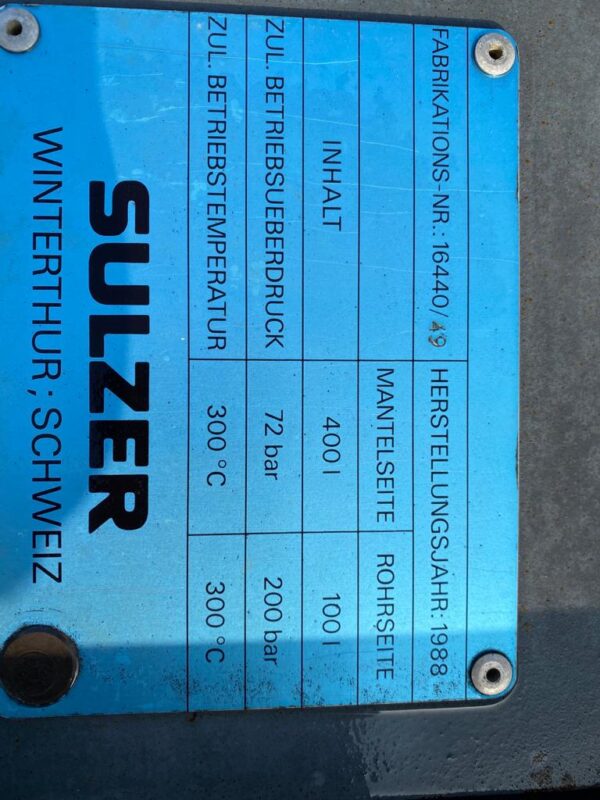 FABRIKATIONS-NR.: 16440/49 HERSTELLUNGSJAHR: 1988
MANTELSEITE ROHRSEITE
INHALT 400 l 100 l
ZUL. BETRIEBSUEBERDRUCK 72 bar 200 bar
ZUL. BETRIEBSTEMPERATUR 300 °C 300 °C
SULZER
WINTERTHUR; SCHWEIZ